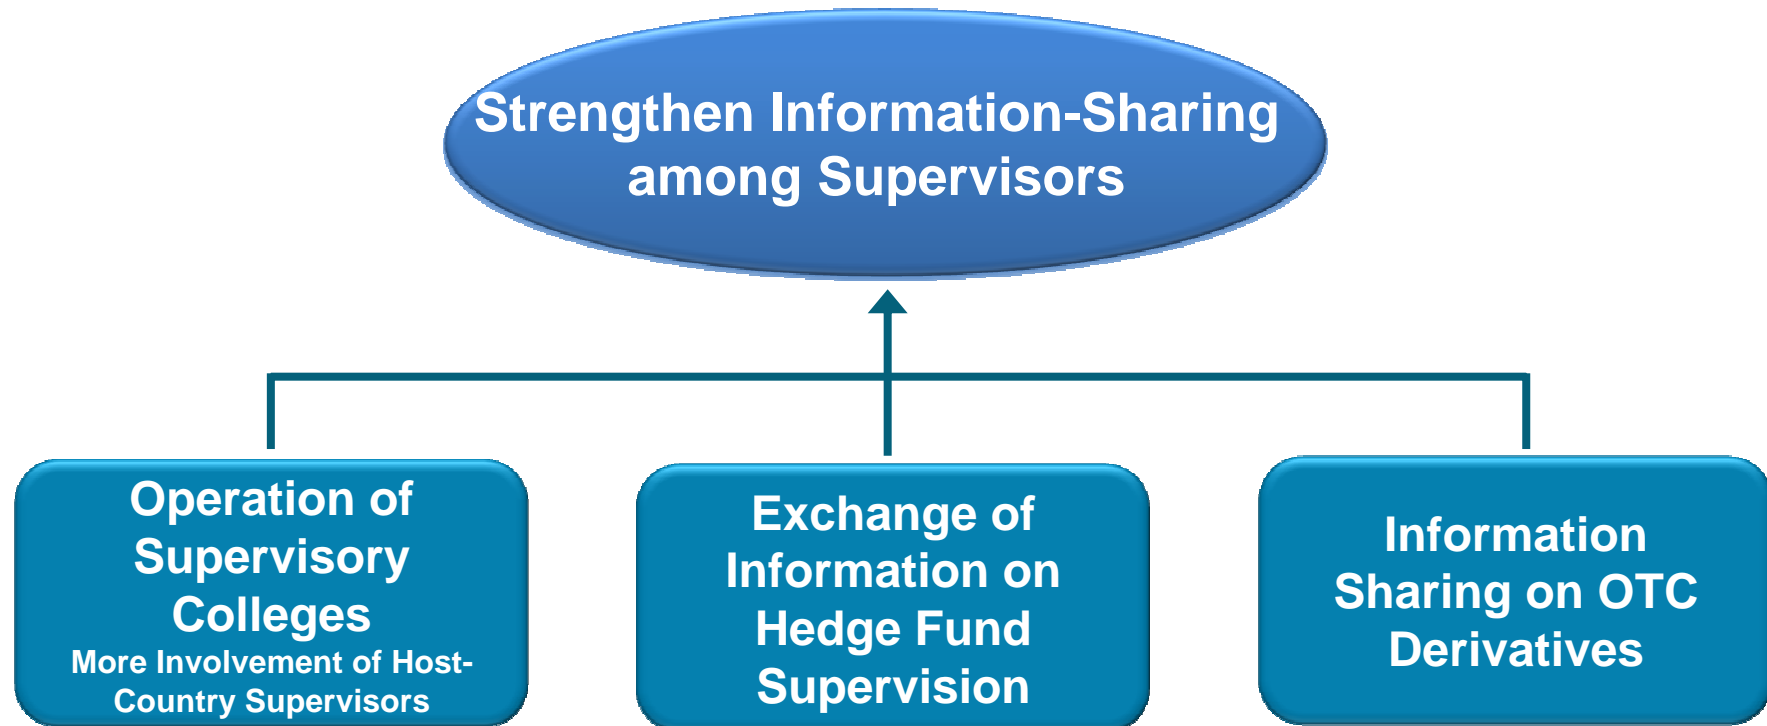 Strengthen Information-Sharing
among Supervisors
Operation of
Supervisory
Colleges
More Involvement of Host-
Country Supervisors
Exchange of
Information on
Hedge Fund
Supervision
Information
Sharing on OTC
Derivatives